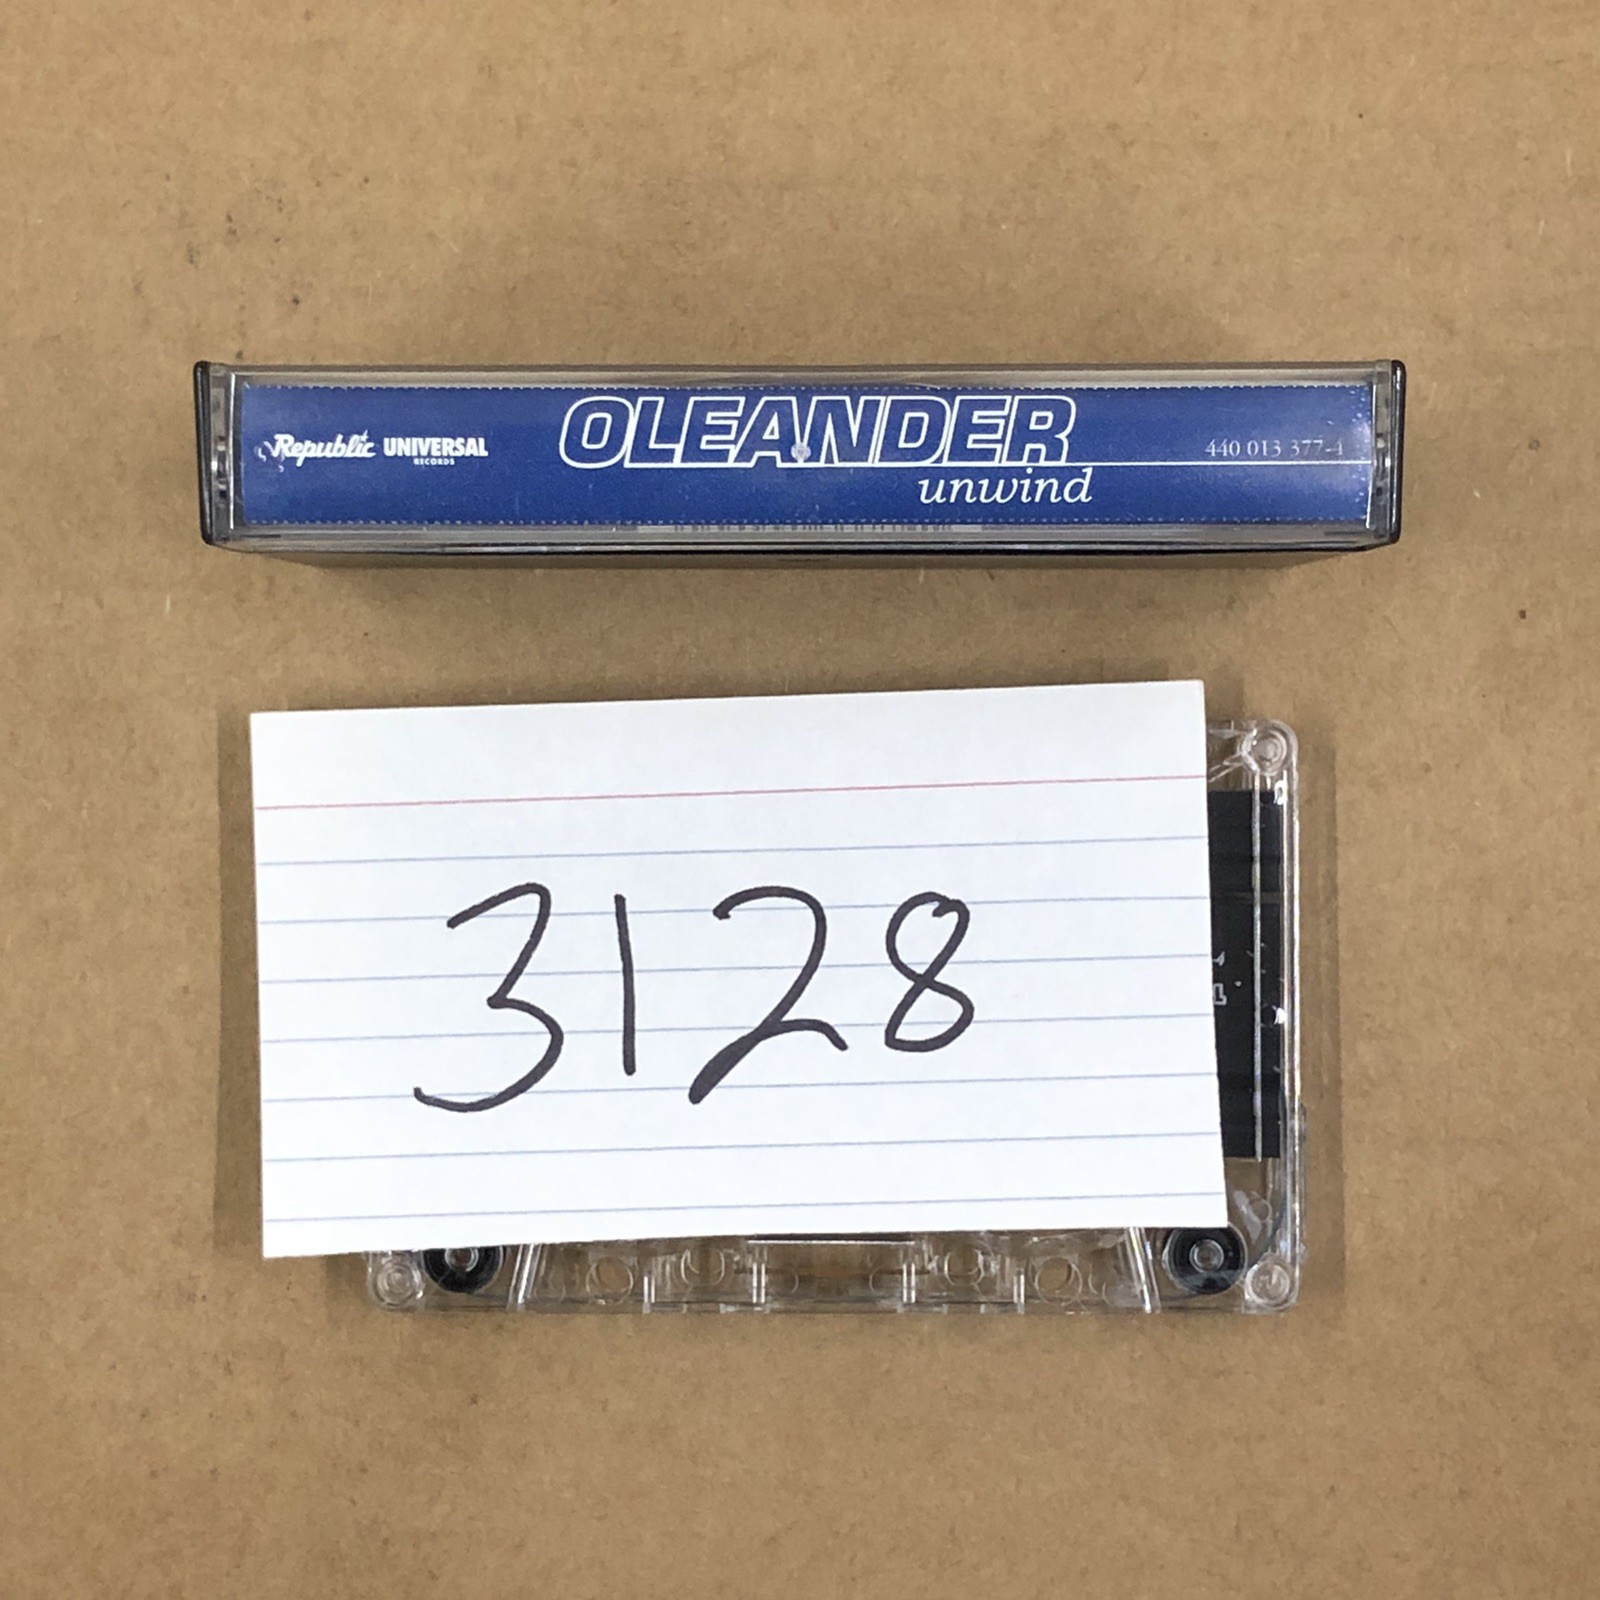 Republic UNIVERSAL
RECORDS
OLEANDER
unwind
440 013 377-4
3128